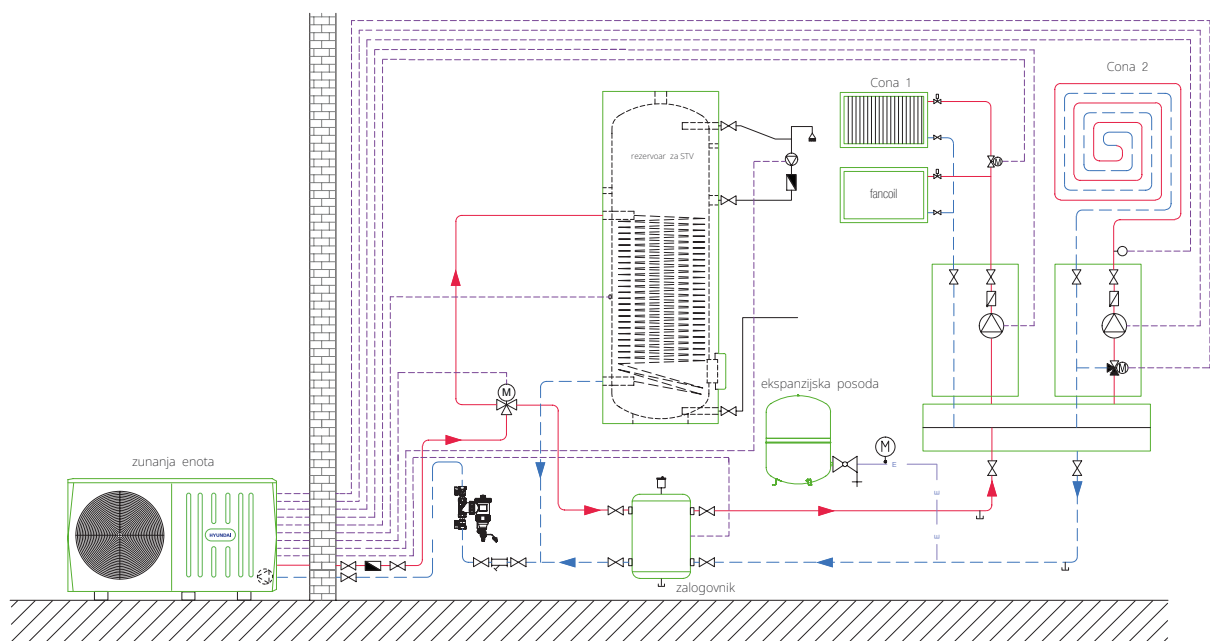 Cona 2
Cona 1
rezervoar za STV
fancoil
M
M
M
ekspanzijska posoda
M
zunanja enota
E
E
E
HYUNDAI
zalogovnik